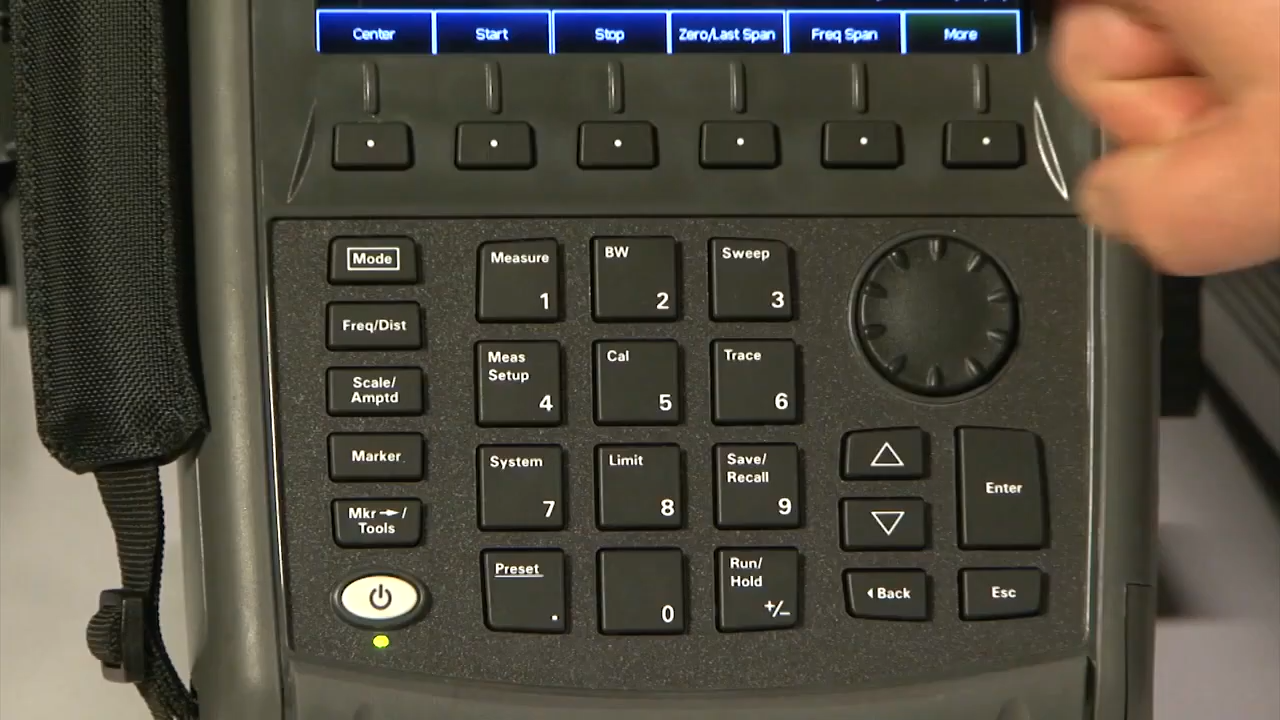 Center Start Stop Zero/Last Span Freq Span More
Mode
Freq/Dist
Scale/
Amptd
Marker
Mkr→/
Tools
Measure
1
BW
2
Sweep
3
Meas
Setup
4
Cal
5
Trace
6
System
7
Limit
8
Save/
Recall
9
Preset
.
0
Run/
Hold
+/−
Enter
Back
Esc